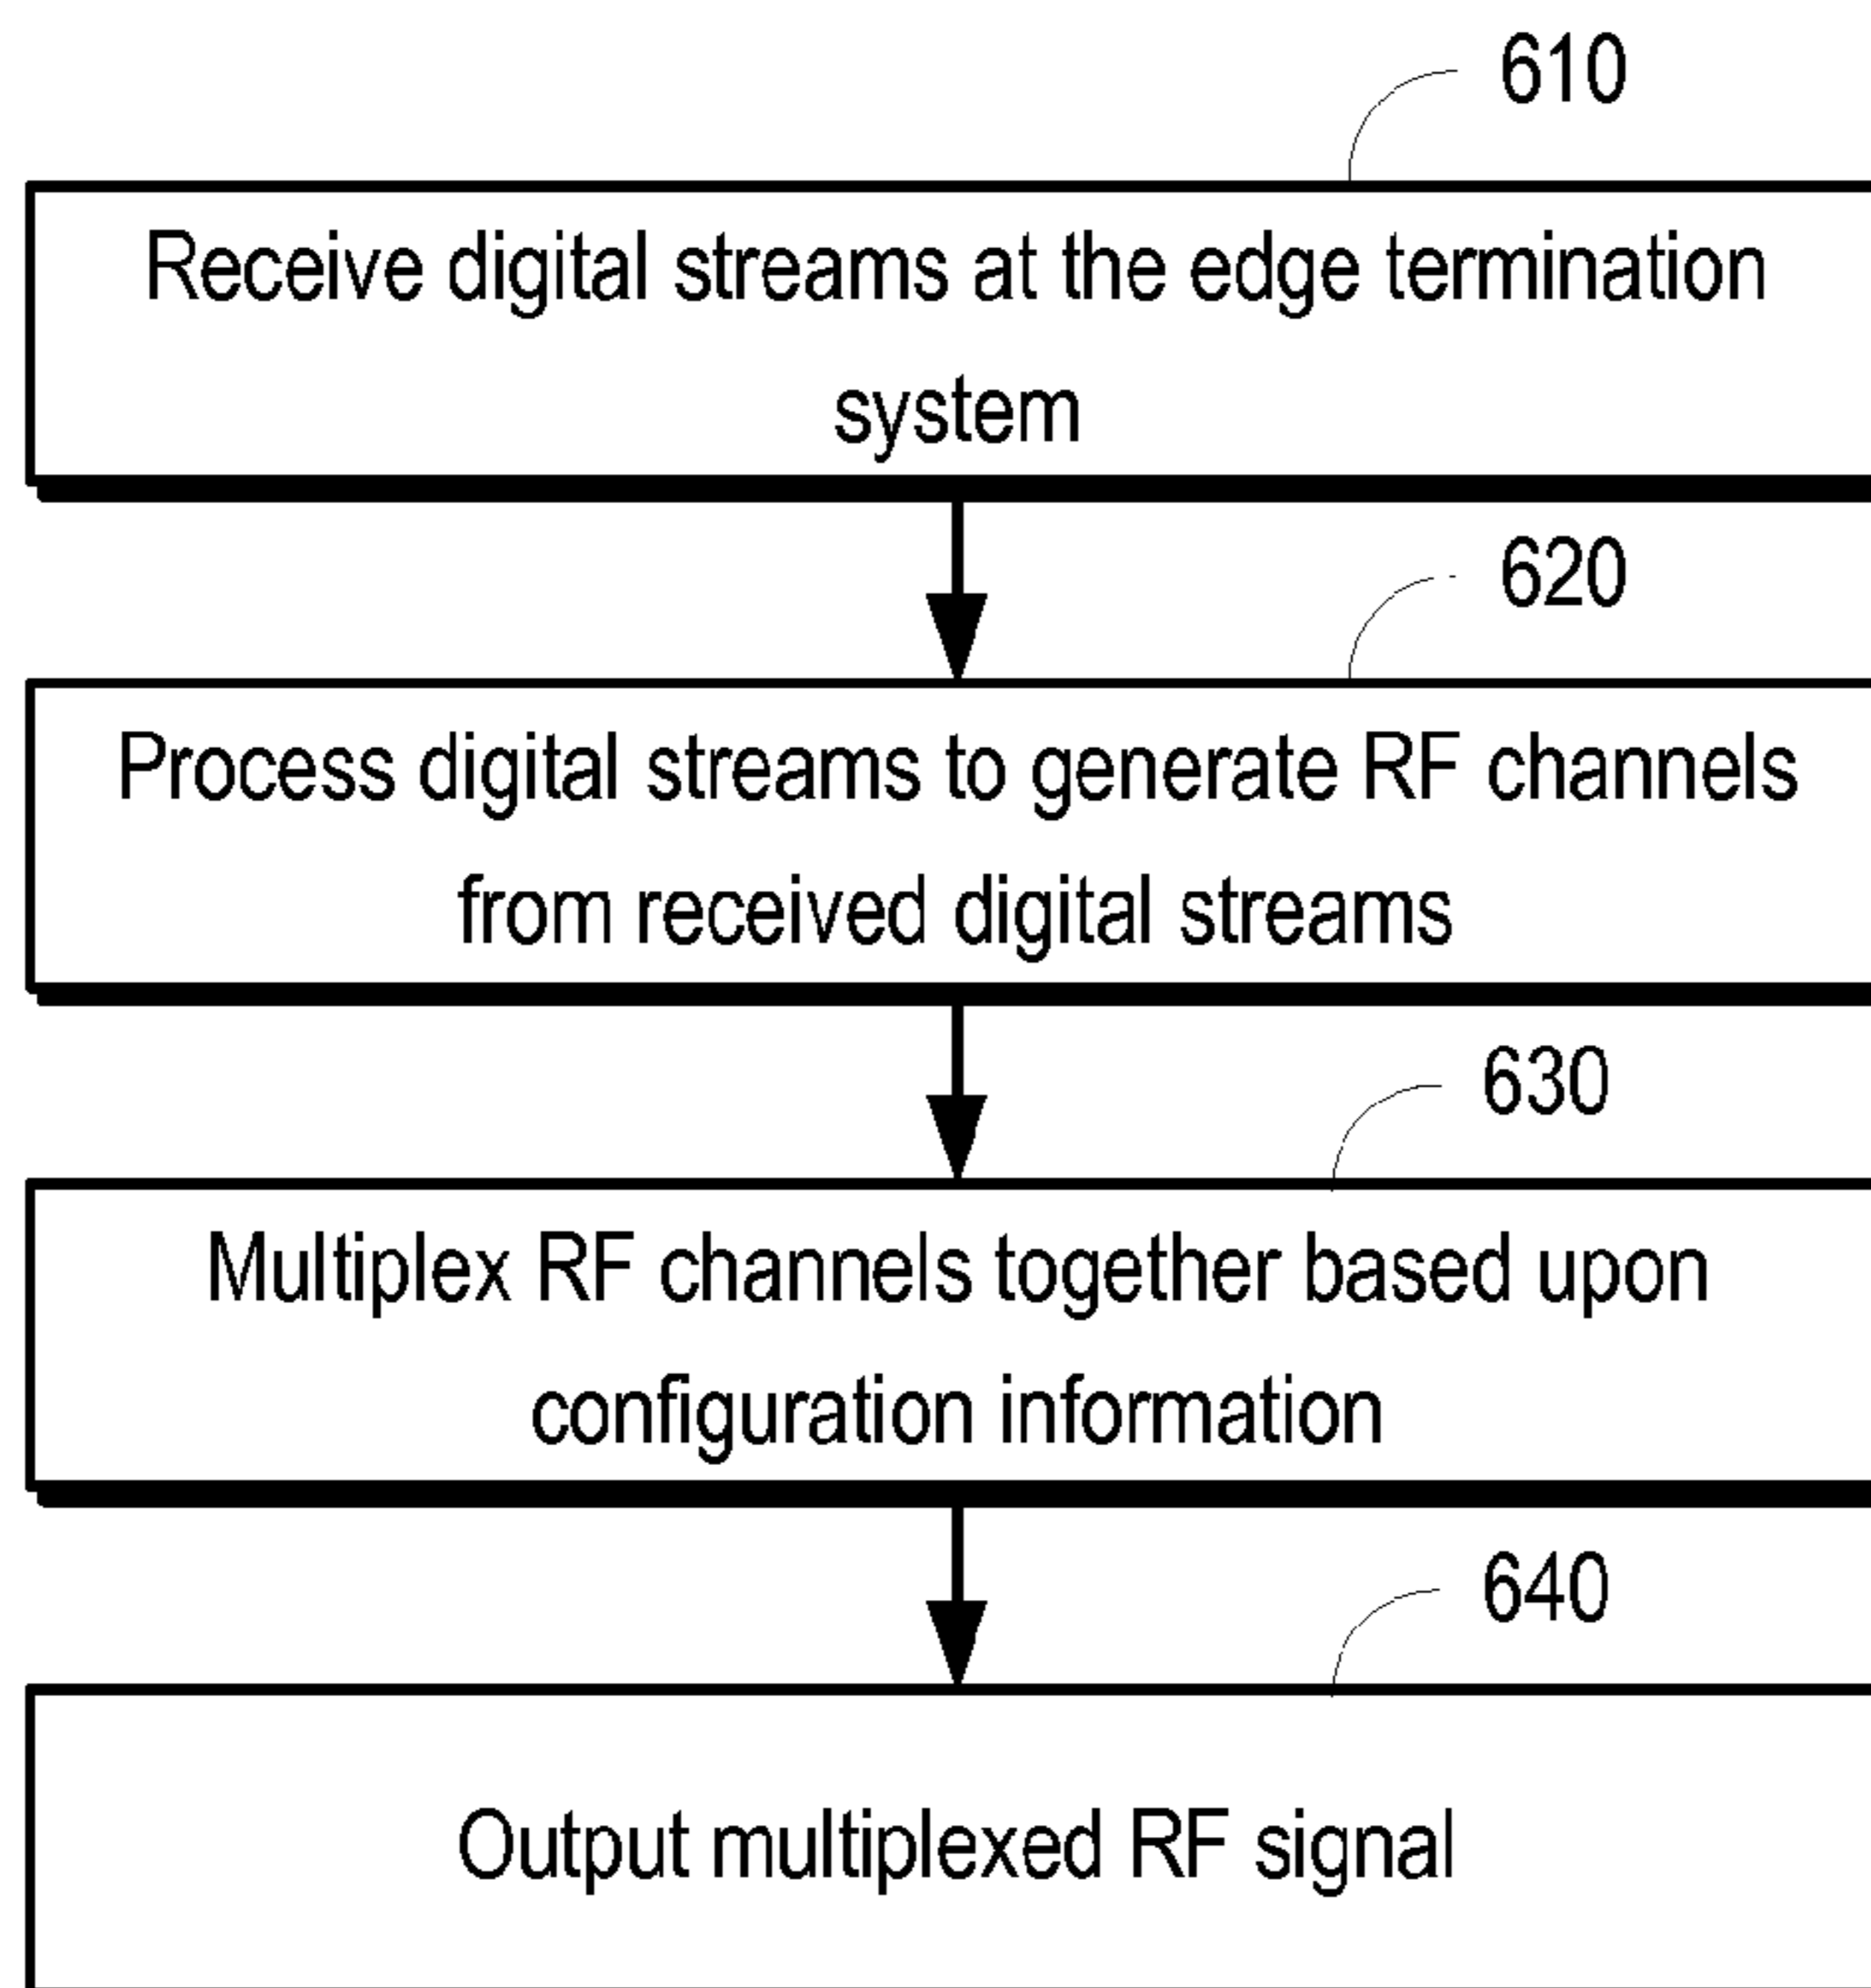 610
Receive digital streams at the edge termination
system
620
Process digital streams to generate RF channels
from received digital streams
630
Multiplex RF channels together based upon
configuration information
640
Output multiplexed RF signal